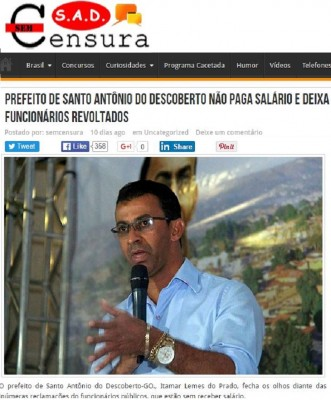 SEM S.A.D.
Censura
Brasil Concursos Curiosidades Programa Cacetada Humor Vídeos Telefones
PREFEITO DE SANTO ANTÔNIO DO DESCOBERTO NÃO PAGA SALÁRIO E DEIXA
FUNCIONÁRIOS REVOLTADOS
Postado por: semcensura 10 dias ago em Uncategorized Deixe um comentário
Tweet Like 358 G+1 0 Share Pinit
O prefeito de Santo Antônio do Descoberto-GO., Itamar Lemes do Prado, fecha os olhos diante das
inúmeras reclamações do funcionários públicos, que estão sem receber salário.